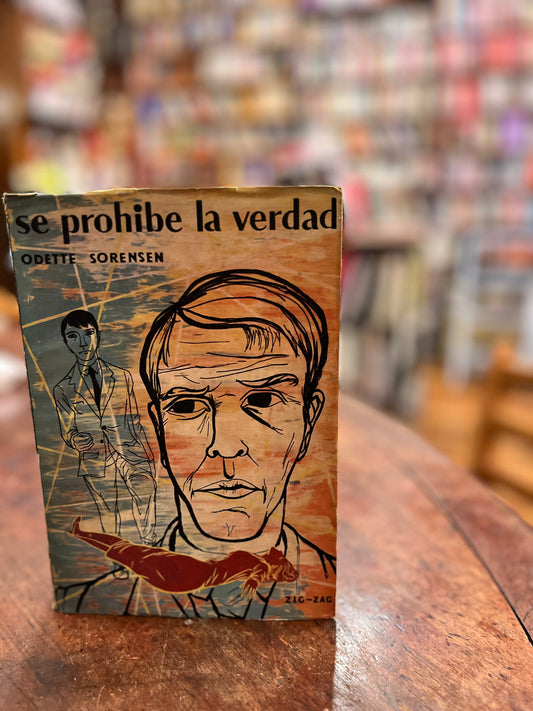 se prohibe la verdad
ODETTE SORENSEN
ZIG-ZAG